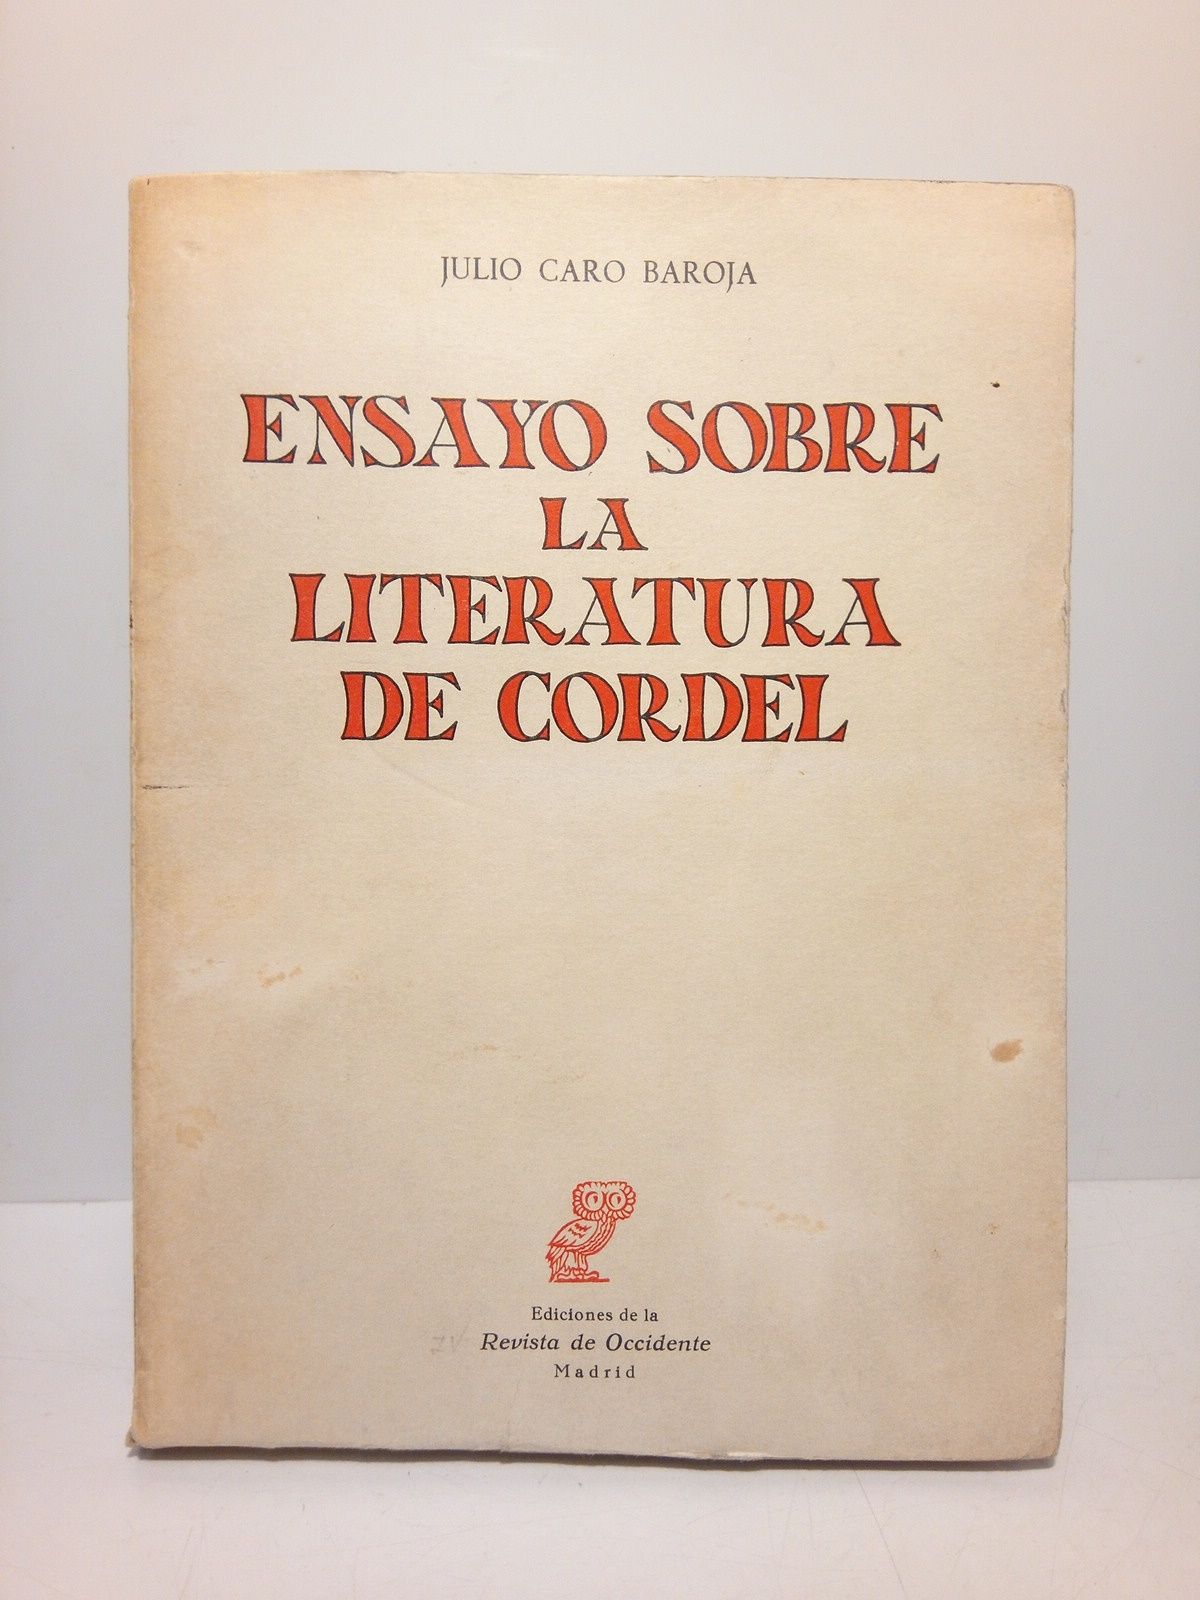 JULIO CARO BAROJA
ENSAYO SOBRE
LA
LITERATURA
DE CORDEL
Ediciones de la
Revista de Occidente
Madrid